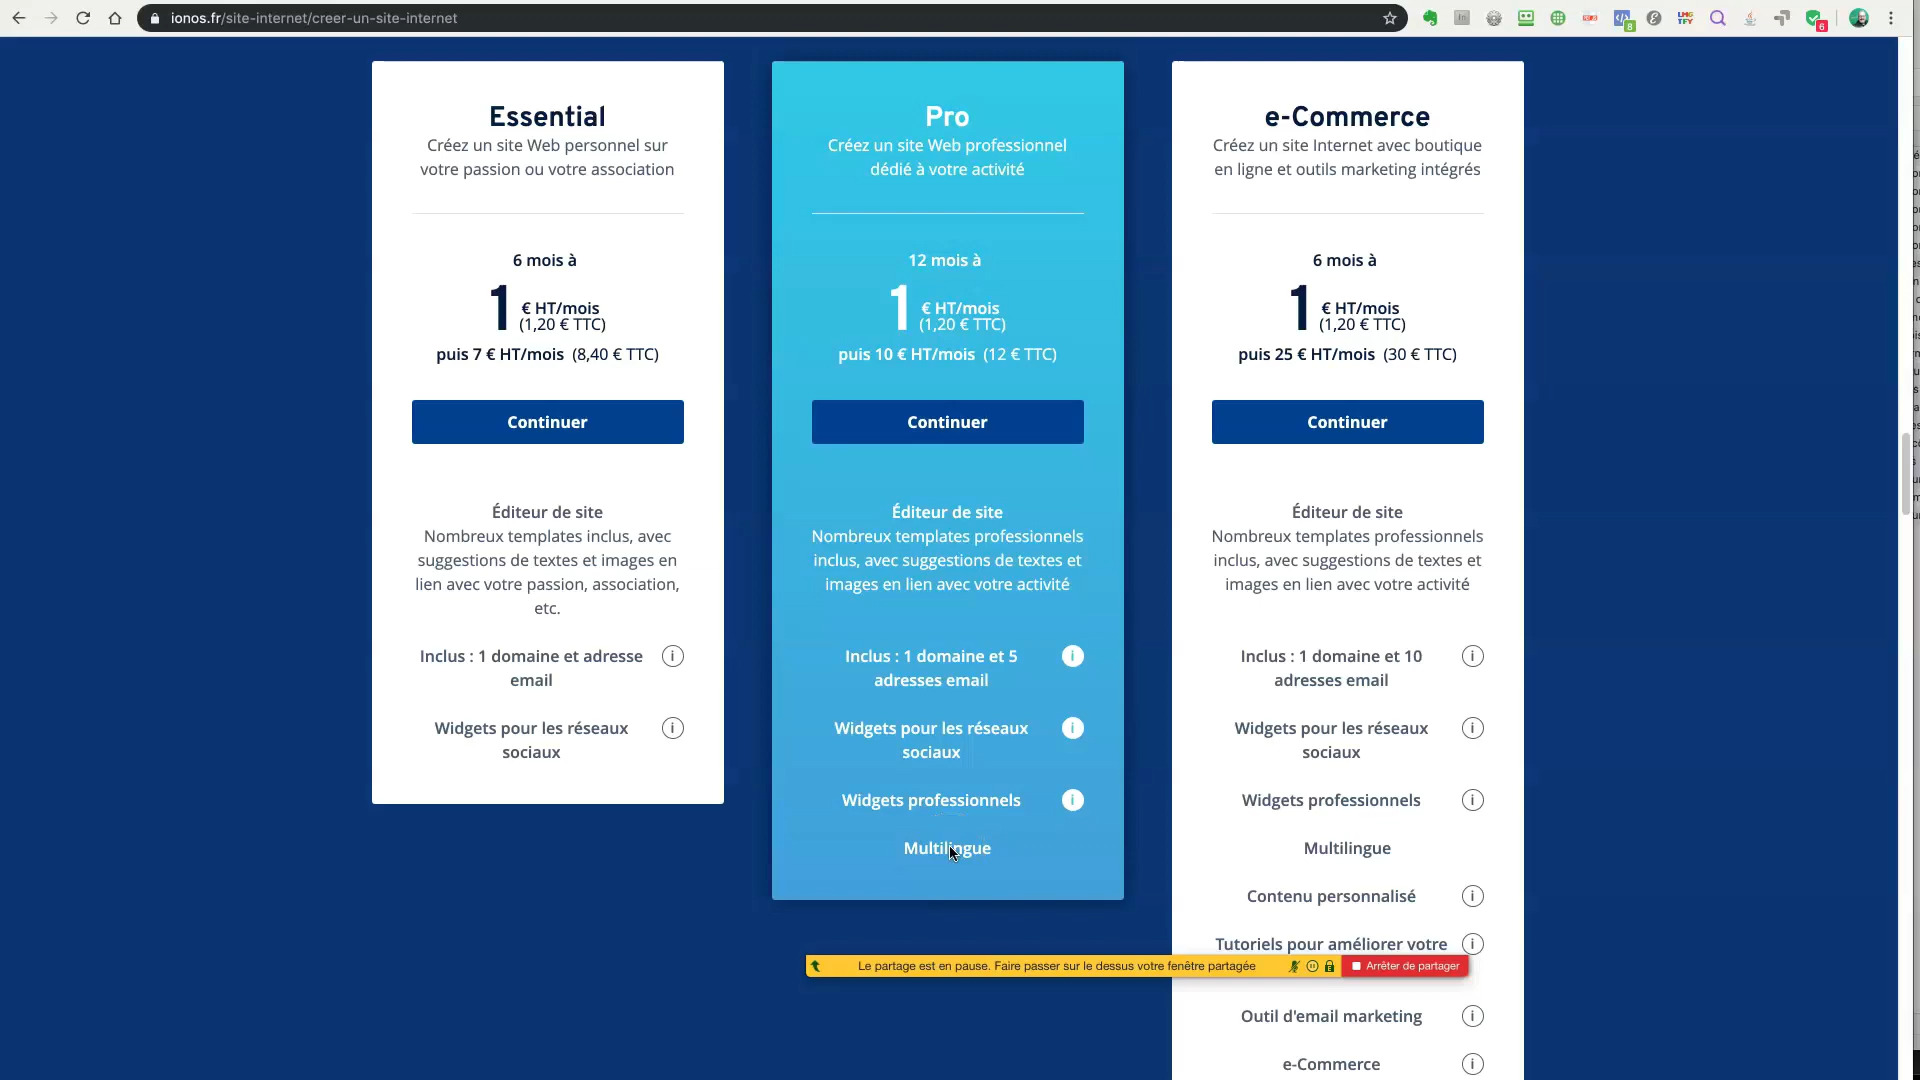 ionos.fr/site-internet/creer-un-site-internet
8
6
Essential
Créez un site Web personnel sur
votre passion ou votre association
6 mois à
1 € HT/mois
(1,20 € TTC)
puis 7 € HT/mois (8,40 € TTC)
Continuer
Éditeur de site
Nombreux templates inclus, avec
suggestions de textes et images en
lien avec votre passion, association,
etc.
Inclus : 1 domaine et adresse
email
Widgets pour les réseaux
sociaux
Pro
Créez un site Web professionnel
dédié à votre activité
12 mois à
1 € HT/mois
(1,20 € TTC)
puis 10 € HT/mois (12 € TTC)
Continuer
Éditeur de site
Nombreux templates professionnels
inclus, avec suggestions de textes et
images en lien avec votre activité
Inclus : 1 domaine et 5
adresses email
Widgets pour les réseaux
sociaux
Widgets professionnels
Multilingue
e-Commerce
Créez un site Internet avec boutique
en ligne et outils marketing intégrés
6 mois à
1 € HT/mois
(1,20 € TTC)
puis 25 € HT/mois (30 € TTC)
Continuer
Éditeur de site
Nombreux templates professionnels
inclus, avec suggestions de textes et
images en lien avec votre activité
Inclus : 1 domaine et 10
adresses email
Widgets pour les réseaux
sociaux
Widgets professionnels
Multilingue
Contenu personnalisé
Tutoriels pour améliorer votre
Le partage est en pause. Faire passer sur le dessus votre fenêtre partagée
Arrêter de partager
Outil d'email marketing
e-Commerce